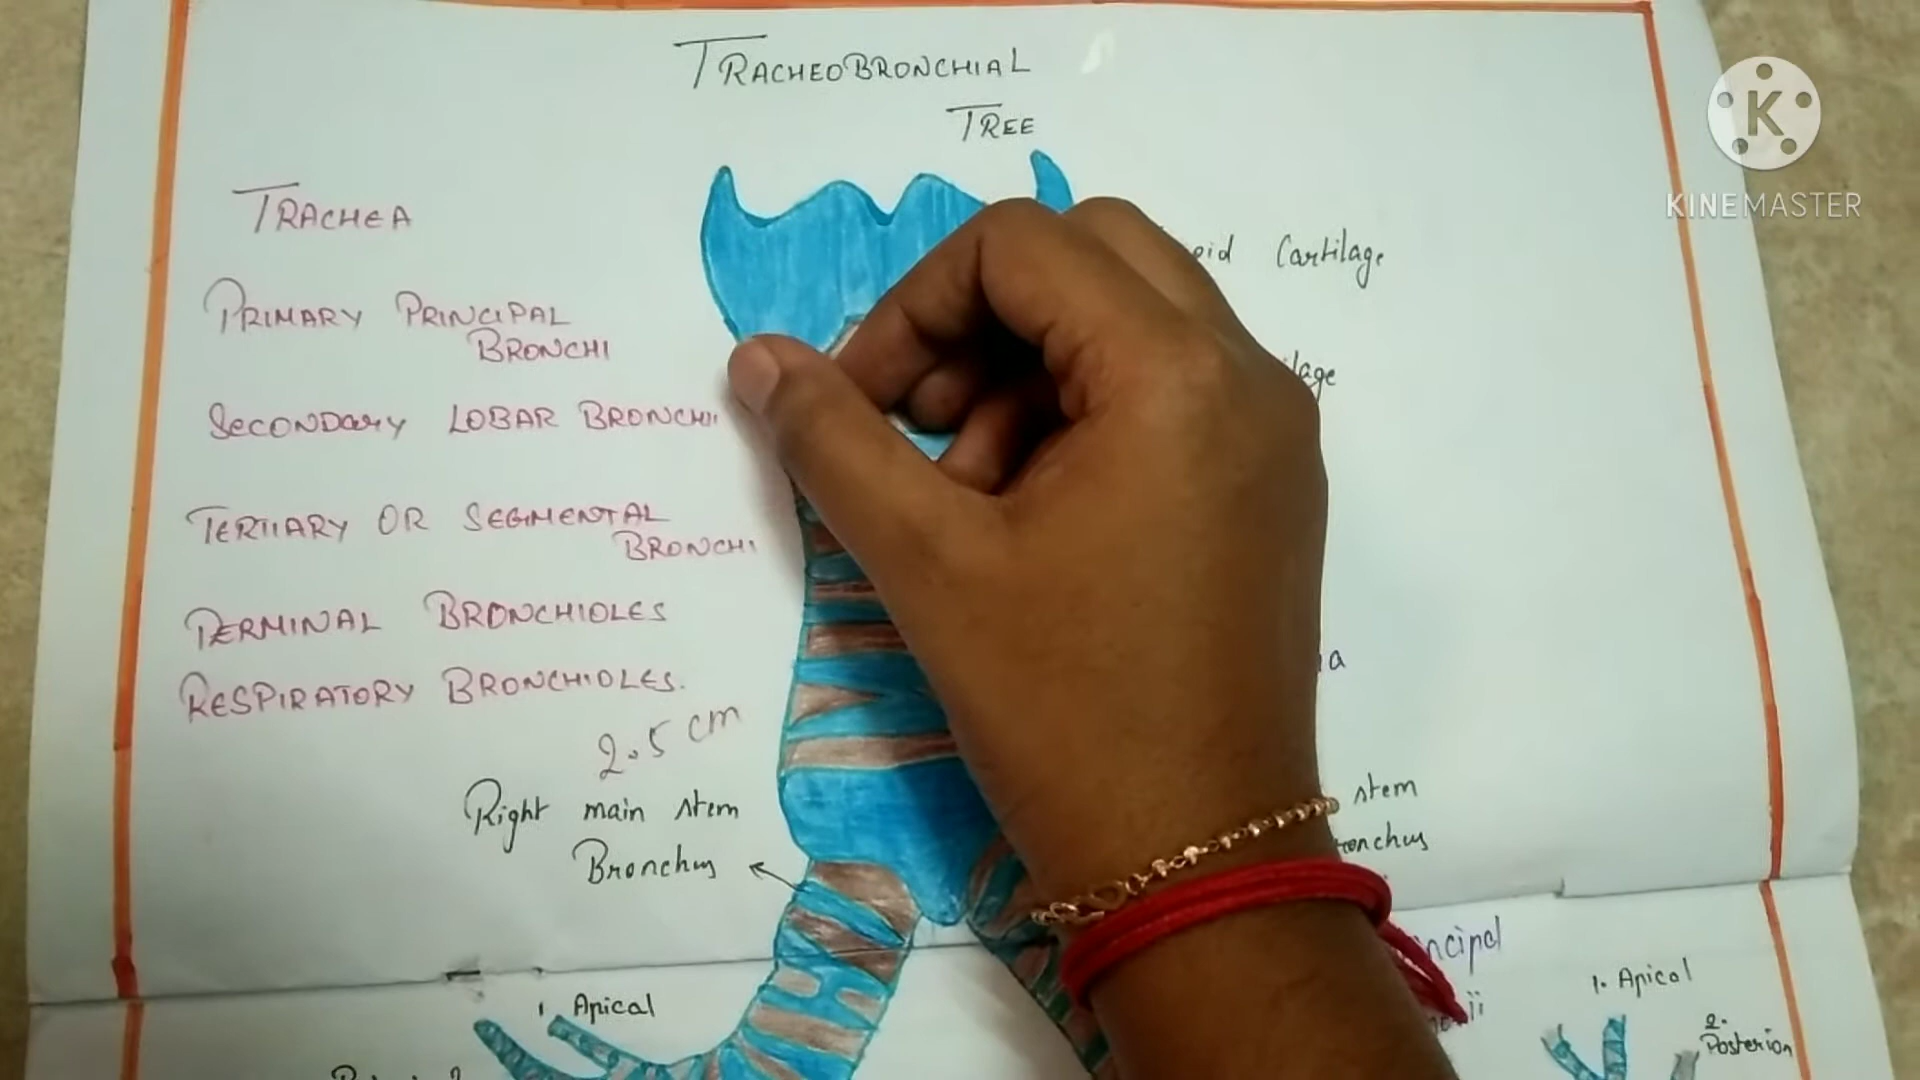 TRACHEOBRONCHIAL
TREE
K
KINEMASTER
TRACHEA
PRIMARY PRINCIPAL
BRONCHI
SECONDARY LOBAR BRONCHII
TERTIARY OR SEGMENTAL
BRONCHI
TERMINAL BRONCHIOLES
RESPIRATORY BRONCHIOLES.
2.5 cm
Right main stem
Bronchus
Cartilage
stem
1. Apical
1. Apical
2.
Posterior